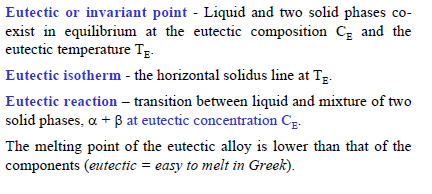 Eutectic or invariant point - Liquid and two solid phases co-
exist in equilibrium at the eutectic composition C_E and the
eutectic temperature T_E.
Eutectic isotherm - the horizontal solidus line at T_E.
Eutectic reaction – transition between liquid and mixture of two
solid phases, α + β at eutectic concentration C_E.
The melting point of the eutectic alloy is lower than that of the
components (eutectic = easy to melt in Greek).